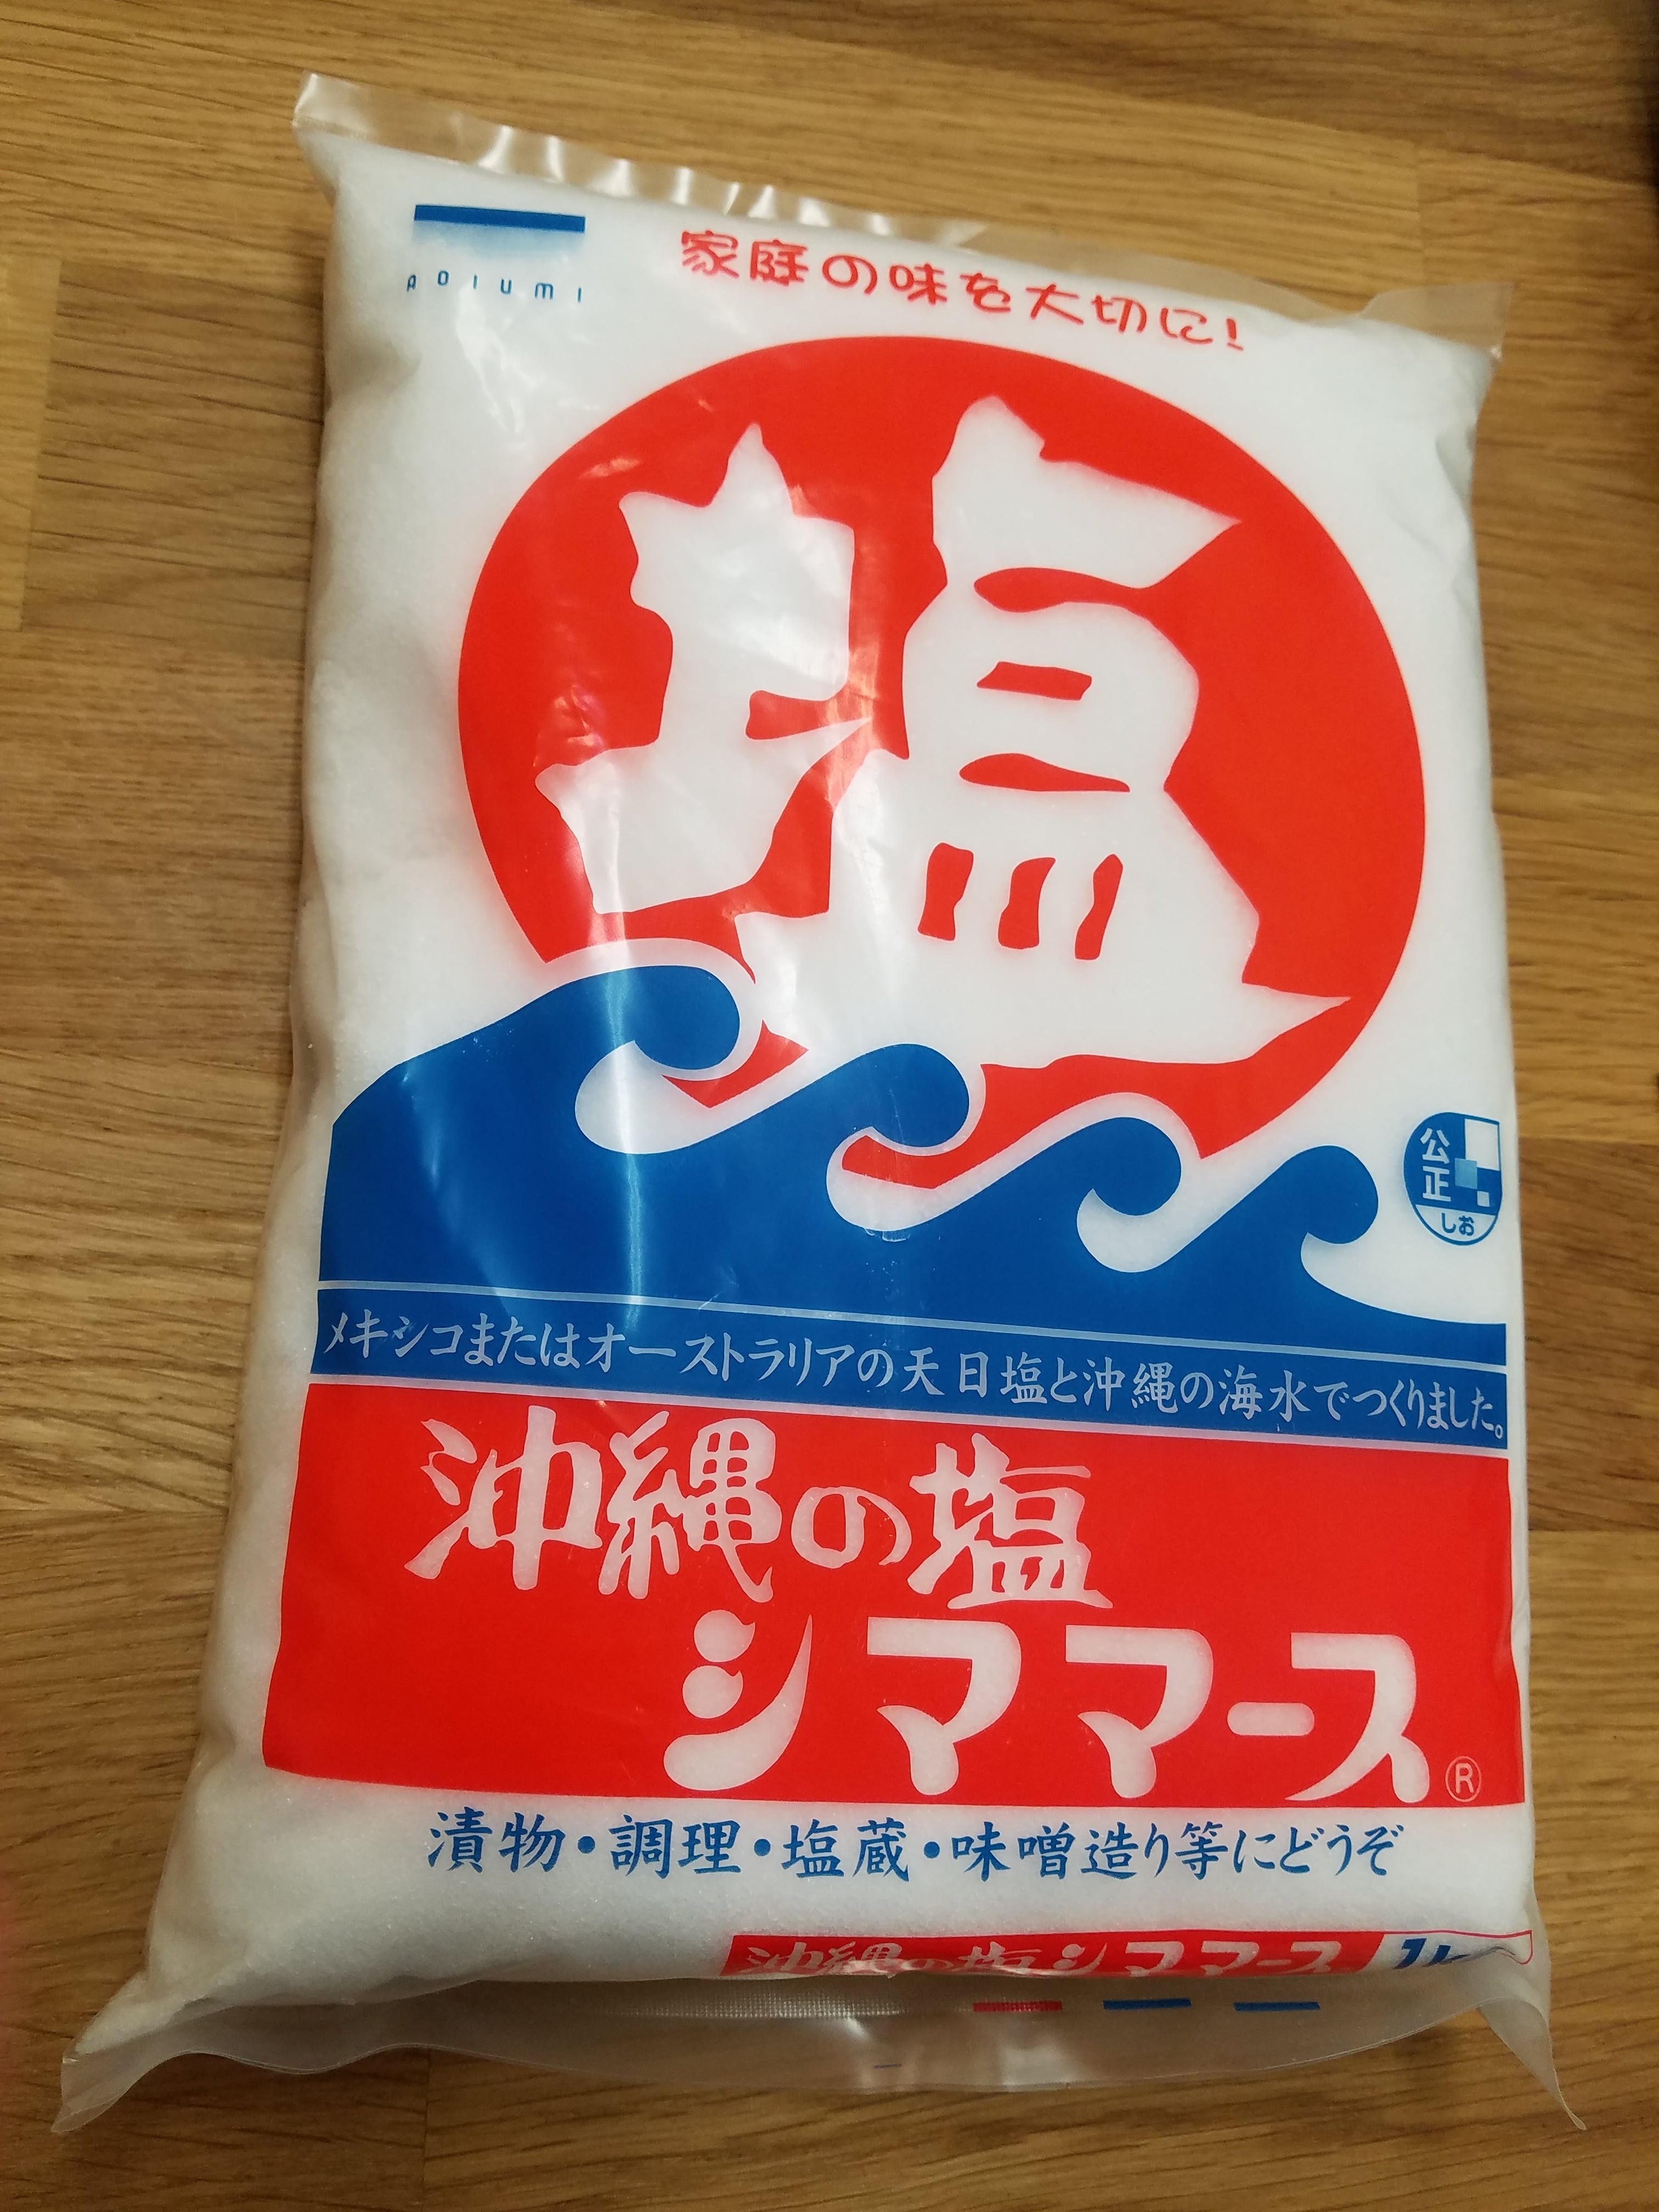 aoiumi
家庭の味を大切に!
塩
公正
しお
メキシコまたはオーストラリアの天日塩と沖縄の海水でつくりました。
沖縄の塩
シママース®
漬物・調理・塩蔵・味噌造り等にどうぞ
沖縄の塩シママース 1kg